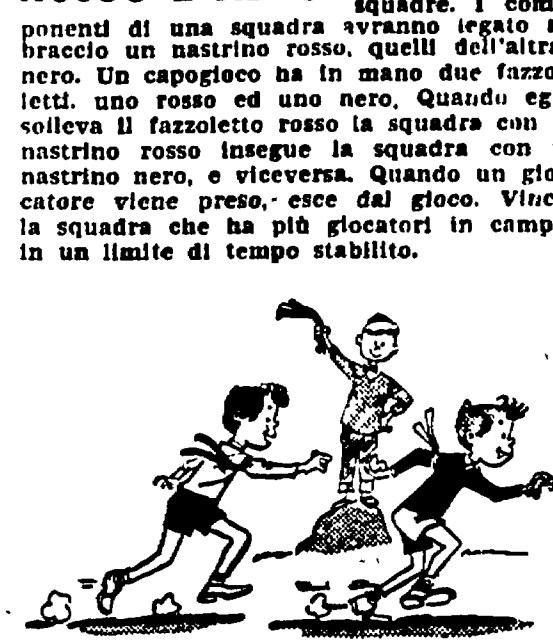 squadre. I com
ponenti di una squadra avranno legato a
braccio un nastrino rosso, quelli dell'altra
nero. Un capogioco ha in mano due fazzo
letti. uno rosso ed uno nero, Quando eg
solleva il fazzoletto rosso la squadra con
nastrino rosso insegue la squadra con
nastrino nero, e viceversa. Quando un gio
catore viene preso, esce dal gioco. Vinc
la squadra che ha più giocatori in camp
in un limite di tempo stabilito.